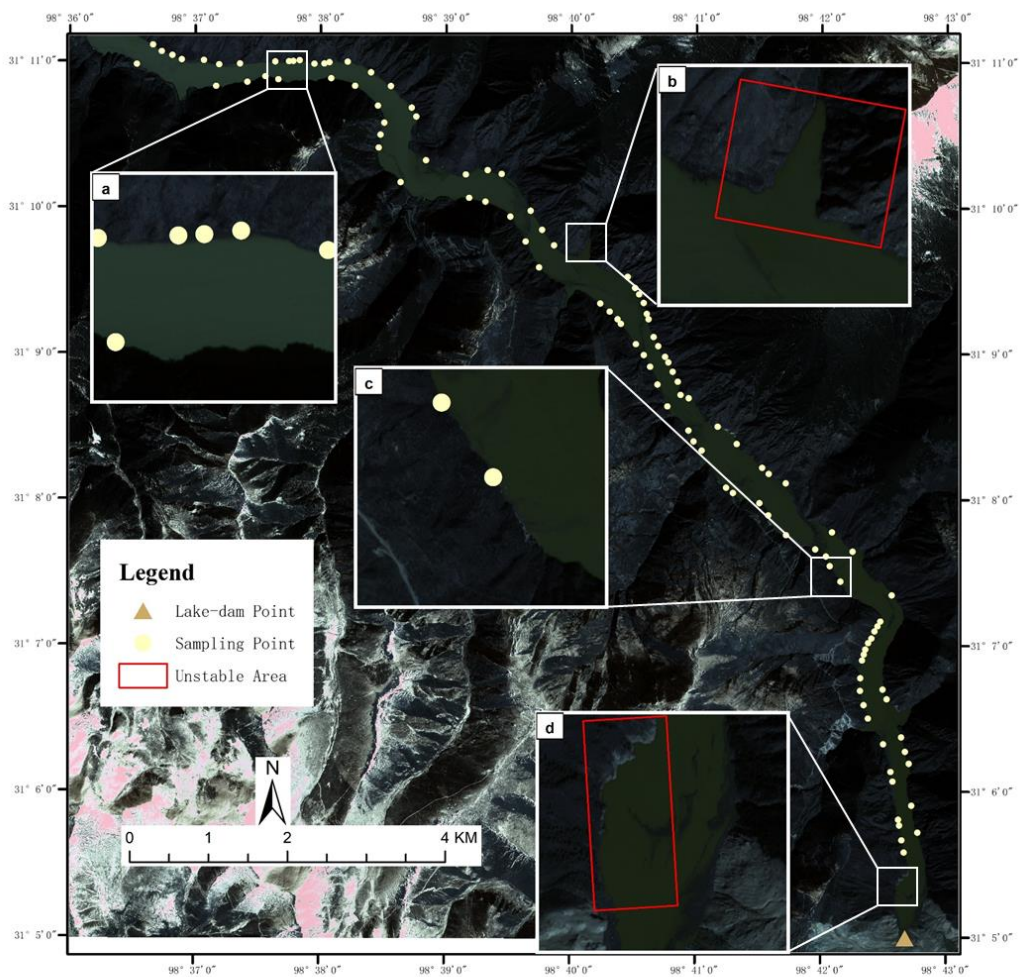 98° 36′0″ 98° 37′0″ 98° 38′0″ 98° 39′0″ 98° 40′0″ 98° 41′0″ 98° 42′0″ 98° 43′0″
31° 11′0″ 31° 11′0″
b
a
31° 10′0″ 31° 10′0″
31° 9′0″ 31° 9′0″
c
31° 8′0″ 31° 8′0″
Legend
Lake-dam Point
Sampling Point
Unstable Area
31° 7′0″ 31° 7′0″
d
N
31° 6′0″ 31° 6′0″
0 1 2 4 KM
31° 5′0″ 31° 5′0″
98° 36′0″ 98° 37′0″ 98° 38′0″ 98° 39′0″ 98° 40′0″ 98° 41′0″ 98° 42′0″ 98° 43′0″